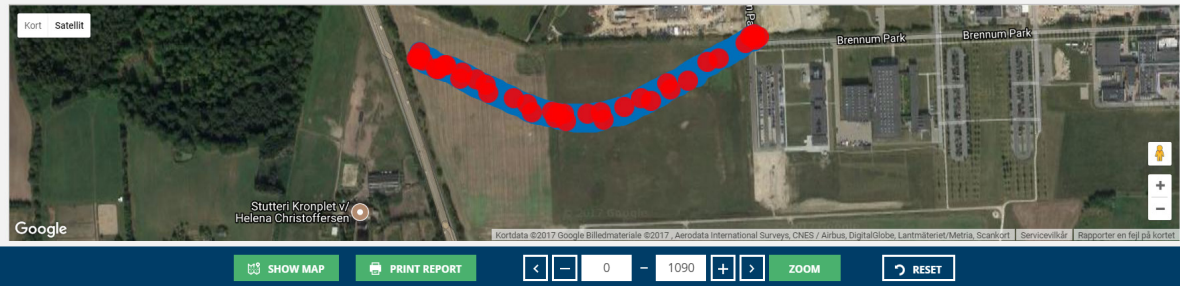 Kort Satellit
Brennum Park
Brennum Park
Stutteri Kronplet v/
Helena Christoffersen
Google
Kortdata ©2017 Google Billedmateriale ©2017 , Aerodata International Surveys, CNES / Airbus, DigitalGlobe, Lantmäteriet/Metria, Scankort Servicevilkår Rapporter en fejl på kortet
SHOW MAP PRINT REPORT < − 0 – 1090 + > ZOOM RESET